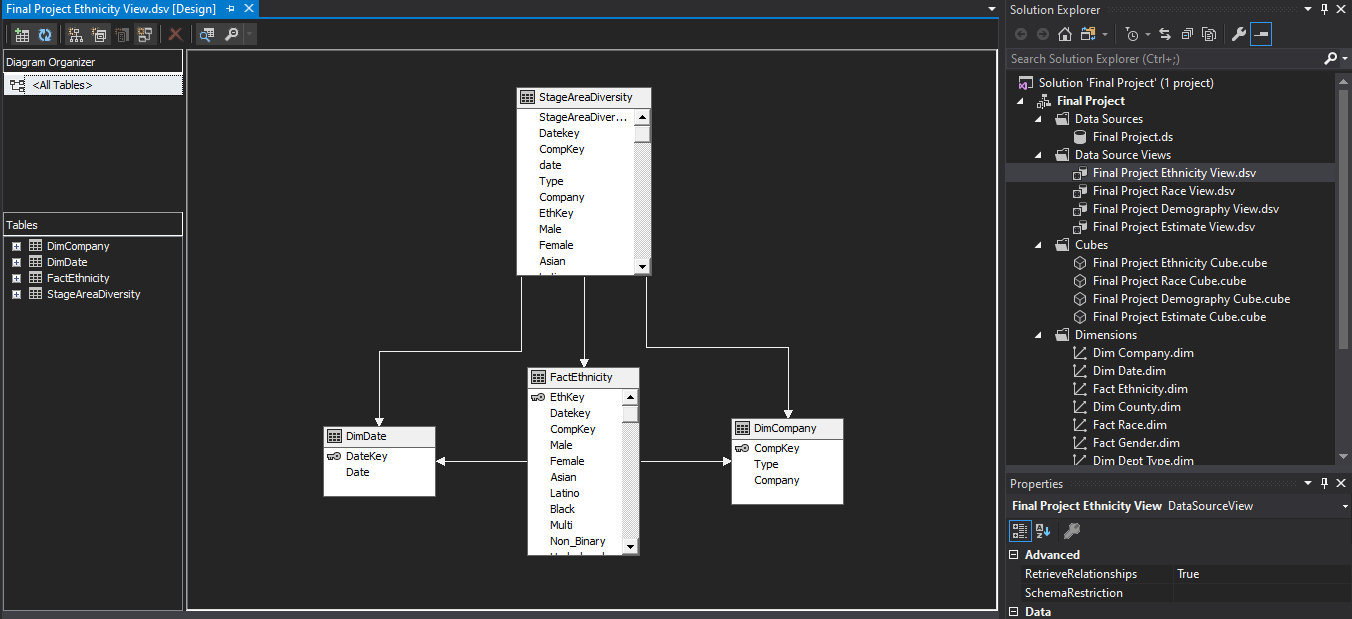 Final Project Ethnicity View.dsv [Design]
Diagram Organizer
<All Tables>
Tables
DimCompany
DimDate
FactEthnicity
StageAreaDiversity
StageAreaDiversity
StageAreaDiver...
Datekey
CompKey
date
Type
Company
EthKey
Male
Female
Asian
FactEthnicity
EthKey
Datekey
CompKey
Male
Female
Asian
Latino
Black
Multi
Non_Binary
DimDate
DateKey
Date
DimCompany
CompKey
Type
Company
Solution Explorer
Search Solution Explorer (Ctrl+;)
Solution 'Final Project' (1 project)
Final Project
Data Sources
Final Project.ds
Data Source Views
Final Project Ethnicity View.dsv
Final Project Race View.dsv
Final Project Demography View.dsv
Final Project Estimate View.dsv
Cubes
Final Project Ethnicity Cube.cube
Final Project Race Cube.cube
Final Project Demography Cube.cube
Final Project Estimate Cube.cube
Dimensions
Dim Company.dim
Dim Date.dim
Fact Ethnicity.dim
Dim County.dim
Fact Race.dim
Fact Gender.dim
Dim Dept Type.dim
Properties
Final Project Ethnicity View DataSourceView
Advanced
RetrieveRelationships True
SchemaRestriction
Data